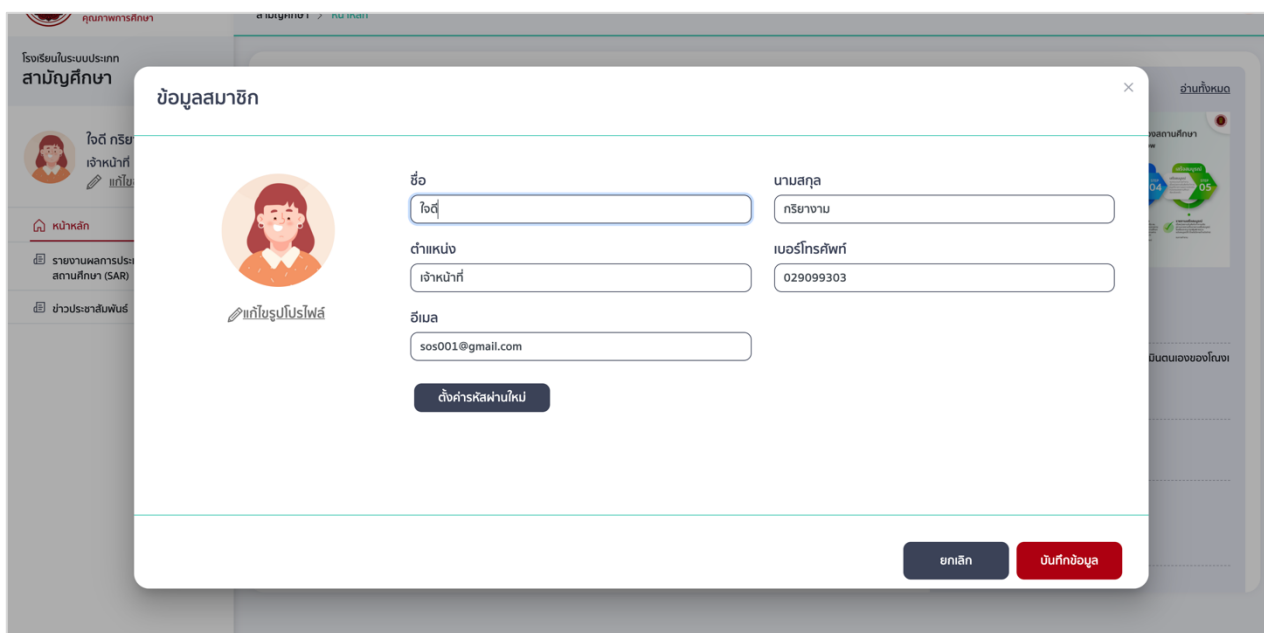 คุณภาพการศึกษา
สามัญศึกษา > หน้าหลัก
โรงเรียนในระบบประเภท
สามัญศึกษา
อ่านทั้งหมด
ข้อมูลสมาชิก
ใจดี กริย
เจ้าหน้าที่
แก้ไข
หน้าหลัก
รายงานผลการประ
สถานศึกษา (SAR)
ข่าวประชาสัมพันธ์
แก้ไขรูปโปรไฟล์
ชื่อ
ใจดี
นามสกุล
กริยางาม
ตำแหน่ง
เจ้าหน้าที่
เบอร์โทรศัพท์
029099303
อีเมล
sos001@gmail.com
ตั้งค่ารหัสผ่านใหม่
04
05
ยกเลิก
บันทึกข้อมูล